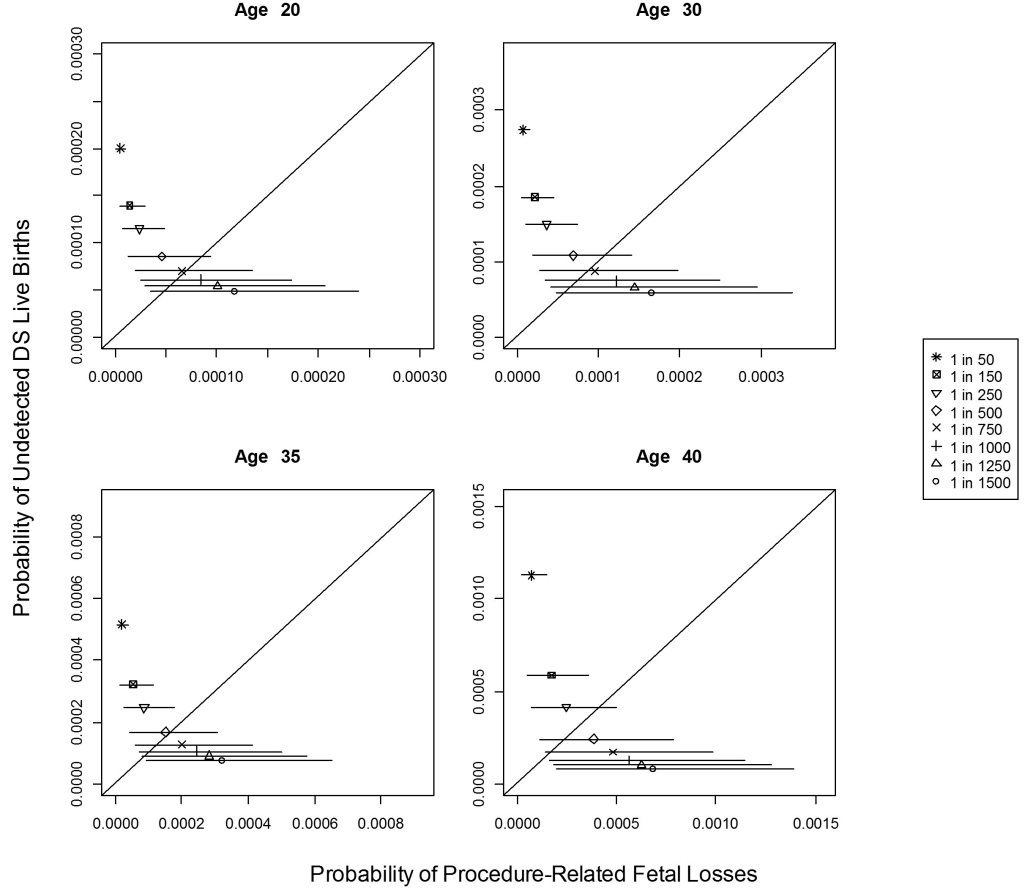 Age 20
Age 30
0.00000 0.00010 0.00020 0.00030
0.00000 0.00010 0.00020 0.00030
0.0000 0.0001 0.0002 0.0003
0.0000 0.0001 0.0002 0.0003
Age 35
Age 40
0.0000 0.0002 0.0004 0.0006 0.0008
0.0000 0.0002 0.0004 0.0006 0.0008
0.0000 0.0005 0.0010 0.0015
0.0000 0.0005 0.0010 0.0015
Probability of Undetected DS Live Births
Probability of Procedure-Related Fetal Losses
1 in 50
1 in 150
1 in 250
1 in 500
1 in 750
1 in 1000
1 in 1250
1 in 1500